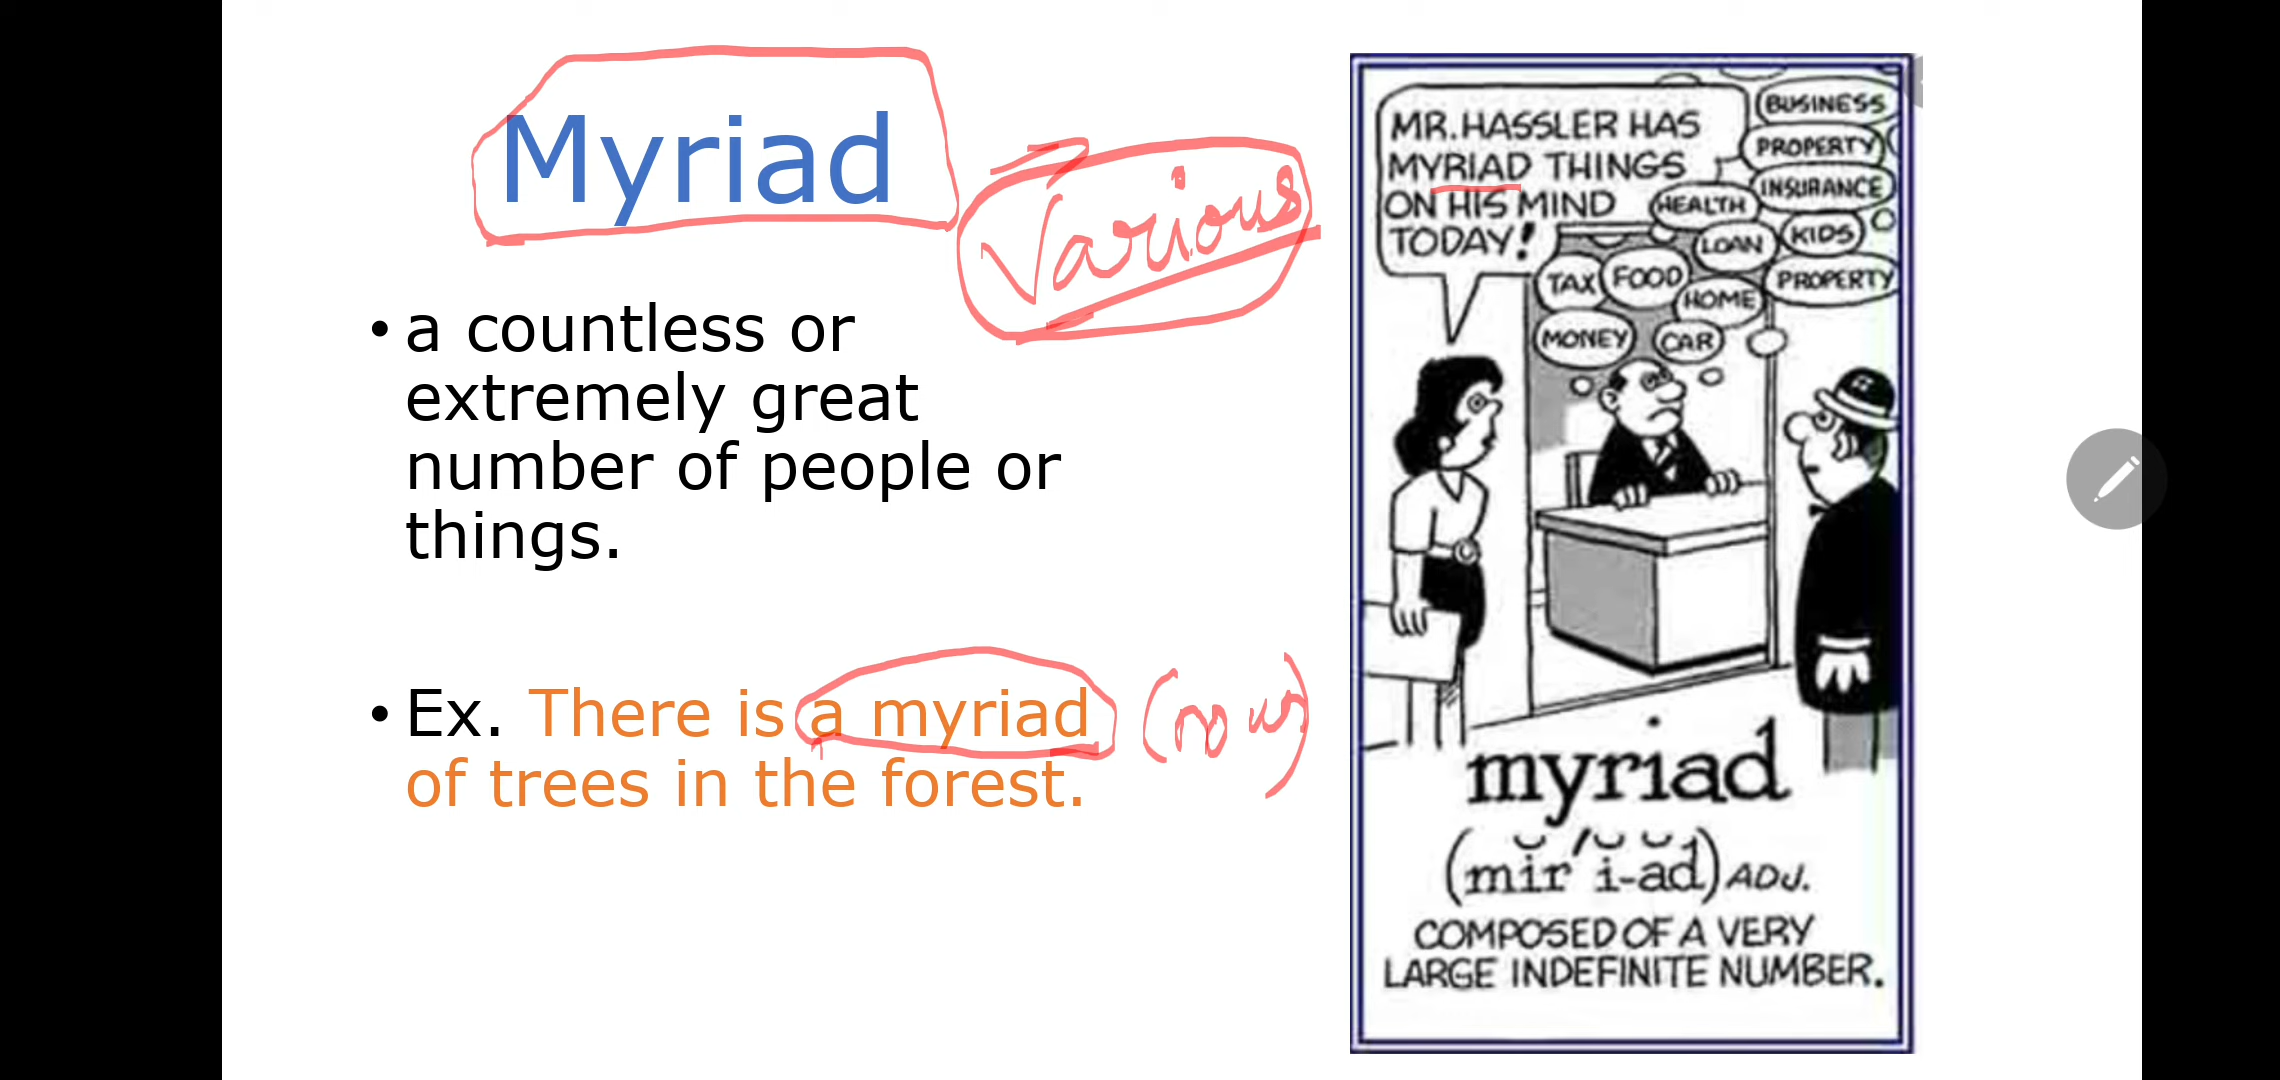 Myriad
Various
• a countless or
extremely great
number of people or
things.
• Ex. There is a myriad
of trees in the forest.
(noun)
MR. HASSLER HAS
MYRIAD THINGS
ON HIS MIND
TODAY!
BUSINESS
PROPERTY
INSURANCE
HEALTH
LOAN
KIDS
TAX
FOOD
HOME
PROPERTY
MONEY
CAR
myriad
(mĭr′ĭ-ăd) ADJ.
COMPOSED OF A VERY
LARGE INDEFINITE NUMBER.